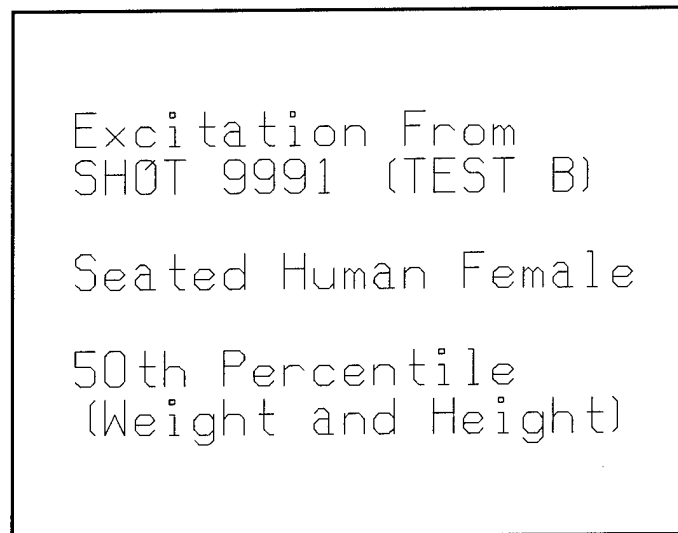 Excitation From
SHØT 9991 (TEST B)
Seated Human Female
50th Percentile
(Weight and Height)